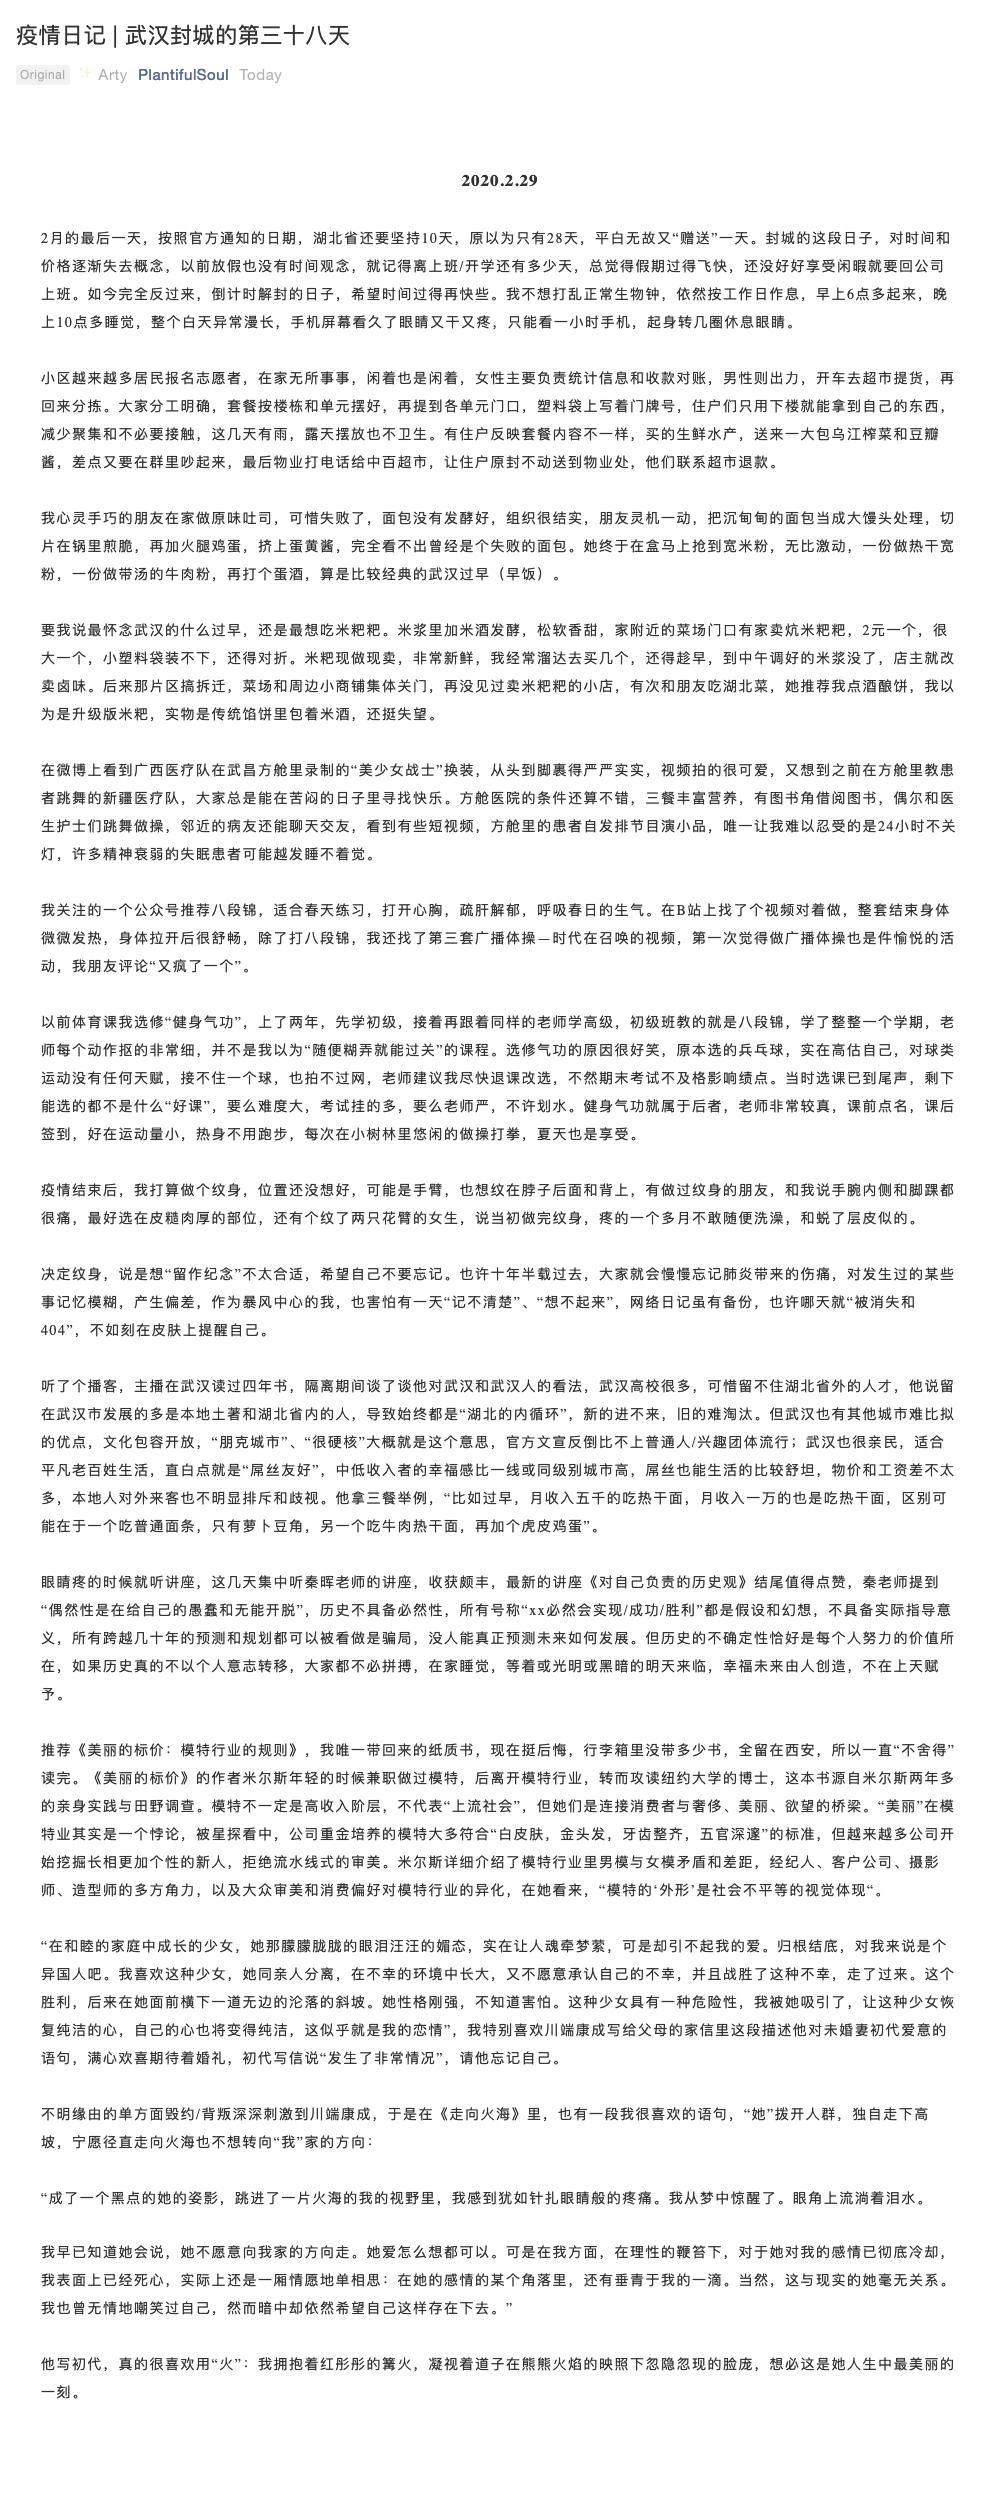 疫情日记 | 武汉封城的第三十八天
Original ✨ Arty PlantifulSoul Today
2020.2.29
2月的最后一天，按照官方通知的日期，湖北省还要坚持10天，原以为只有28天，平白无故又“赠送”一天。封城的这段日子，对时间和
价格逐渐失去概念，以前放假也没有时间观念，就记得离上班/开学还有多少天，总觉得假期过得飞快，还没好好享受闲暇就要回公司
上班。如今完全反过来，倒计时解封的日子，希望时间过得再快些。我不想打乱正常生物钟，依然按工作日作息，早上6点多起来，晚
上10点多睡觉，整个白天异常漫长，手机屏幕看久了眼睛又干又疼，只能看一小时手机，起身转几圈休息眼睛。
小区越来越多居民报名志愿者，在家无所事事，闲着也是闲着，女性主要负责统计信息和收款对账，男性则出力，开车去超市提货，再
回来分拣。大家分工明确，套餐按楼栋和单元摆好，再提到各单元门口，塑料袋上写着门牌号，住户们只用下楼就能拿到自己的东西，
减少聚集和不必要接触，这几天有雨，露天摆放也不卫生。有住户反映套餐内容不一样，买的生鲜水产，送来一大包乌江榨菜和豆瓣
酱，差点又要在群里吵起来，最后物业打电话给中百超市，让住户原封不动送到物业处，他们联系超市退款。
我心灵手巧的朋友在家做原味吐司，可惜失败了，面包没有发酵好，组织很结实，朋友灵机一动，把沉甸甸的面包当成大馒头处理，切
片在锅里煎脆，再加火腿鸡蛋，挤上蛋黄酱，完全看不出曾经是个失败的面包。她终于在盒马上抢到宽米粉，无比激动，一份做热干宽
粉，一份做带汤的牛肉粉，再打个蛋酒，算是比较经典的武汉过早（早饭）。
要我说最怀念武汉的什么过早，还是最想吃米粑粑。米浆里加米酒发酵，松软香甜，家附近的菜场门口有家卖炕米粑粑，2元一个，很
大一个，小塑料袋装不下，还得对折。米粑现做现卖，非常新鲜，我经常溜达去买几个，还得趁早，到中午调好的米浆没了，店主就改
卖卤味。后来那片区搞拆迁，菜场和周边小商铺集体关门，再没见过卖米粑粑的小店，有次和朋友吃湖北菜，她推荐我点酒酿饼，我以
为是升级版米粑，实物是传统馅饼里包着米酒，还挺失望。
在微博上看到广西医疗队在武昌方舱里录制的“美少女战士”换装，从头到脚裹得严严实实，视频拍的很可爱，又想到之前在方舱里教患
者跳舞的新疆医疗队，大家总是能在苦闷的日子里寻找快乐。方舱医院的条件还算不错，三餐丰富营养，有图书角借阅图书，偶尔和医
生护士们跳舞做操，邻近的病友还能聊天交友，看到有些短视频，方舱里的患者自发排节目演小品，唯一让我难以忍受的是24小时不关
灯，许多精神衰弱的失眠患者可能越发睡不着觉。
我关注的一个公众号推荐八段锦，适合春天练习，打开心胸，疏肝解郁，呼吸春日的生气。在B站上找了个视频对着做，整套结束身体
微微发热，身体拉开后很舒畅，除了打八段锦，我还找了第三套广播体操—时代在召唤的视频，第一次觉得做广播体操也是件愉悦的活
动，我朋友评论“又疯了一个”。
以前体育课我选修“健身气功”，上了两年，先学初级，接着再跟着同样的老师学高级，初级班教的就是八段锦，学了整整一个学期，老
师每个动作抠的非常细，并不是我以为“随便糊弄就能过关”的课程。选修气功的原因很好笑，原本选的乒乓球，实在高估自己，对球类
运动没有任何天赋，接不住一个球，也拍不过网，老师建议我尽快退课改选，不然期末考试不及格影响绩点。当时选课已到尾声，剩下
能选的都不是什么“好课”，要么难度大，考试挂的多，要么老师严，不许划水。健身气功就属于后者，老师非常较真，课前点名，课后
签到，好在运动量小，热身不用跑步，每次在小树林里悠闲的做操打拳，夏天也是享受。
疫情结束后，我打算做个纹身，位置还没想好，可能是手臂，也想纹在脖子后面和背上，有做过纹身的朋友，和我说手腕内侧和脚踝都
很痛，最好选在皮糙肉厚的部位，还有个纹了两只花臂的女生，说当初做完纹身，疼的一个多月不敢随便洗澡，和蜕了层皮似的。
决定纹身，说是想“留作纪念”不太合适，希望自己不要忘记。也许十年半载过去，大家就会慢慢忘记肺炎带来的伤痛，对发生过的某些
事记忆模糊，产生偏差，作为暴风中心的我，也害怕有一天“记不清楚”、“想不起来”，网络日记虽有备份，也许哪天就“被消失和
404”，不如刻在皮肤上提醒自己。
听了个播客，主播在武汉读过四年书，隔离期间谈了谈他对武汉和武汉人的看法，武汉高校很多，可惜留不住湖北省外的人才，他说留
在武汉市发展的多是本地土著和湖北省内的人，导致始终都是“湖北的内循环”，新的进不来，旧的难淘汰。但武汉也有其他城市难比拟
的优点，文化包容开放，“朋克城市”、“很硬核”大概就是这个意思，官方文宣反倒比不上普通人/兴趣团体流行；武汉也很亲民，适合
平凡老百姓生活，直白点就是“屌丝友好”，中低收入者的幸福感比一线或同级别城市高，屌丝也能生活的比较舒坦，物价和工资差不太
多，本地人对外来客也不明显排斥和歧视。他拿三餐举例，“比如过早，月收入五千的吃热干面，月收入一万的也是吃热干面，区别可
能在于一个吃普通面条，只有萝卜豆角，另一个吃牛肉热干面，再加个虎皮鸡蛋”。
眼睛疼的时候就听讲座，这几天集中听秦晖老师的讲座，收获颇丰，最新的讲座《对自己负责的历史观》结尾值得点赞，秦老师提到
“偶然性是在给自己的愚蠢和无能开脱”，历史不具备必然性，所有号称“xx必然会实现/成功/胜利”都是假设和幻想，不具备实际指导意
义，所有跨越几十年的预测和规划都可以被看做是骗局，没人能真正预测未来如何发展。但历史的不确定性恰好是每个人努力的价值所
在，如果历史真的不以个人意志转移，大家都不必拼搏，在家睡觉，等着或光明或黑暗的明天来临，幸福未来由人创造，不在上天赋
予。
推荐《美丽的标价：模特行业的规则》，我唯一带回来的纸质书，现在挺后悔，行李箱里没带多少书，全留在西安，所以一直“不舍得”
读完。《美丽的标价》的作者米尔斯年轻的时候兼职做过模特，后离开模特行业，转而攻读纽约大学的博士，这本书源自米尔斯两年多
的亲身实践与田野调查。模特不一定是高收入阶层，不代表“上流社会”，但她们是连接消费者与奢侈、美丽、欲望的桥梁。“美丽”在模
特业其实是一个悖论，被星探看中，公司重金培养的模特大多符合“白皮肤，金头发，牙齿整齐，五官深邃”的标准，但越来越多公司开
始挖掘长相更加个性的新人，拒绝流水线式的审美。米尔斯详细介绍了模特行业里男模与女模矛盾和差距，经纪人、客户公司、摄影
师、造型师的多方角力，以及大众审美和消费偏好对模特行业的异化，在她看来，“模特的‘外形’是社会不平等的视觉体现“。
“在和睦的家庭中成长的少女，她那朦朦胧胧的眼泪汪汪的媚态，实在让人魂牵梦萦，可是却引不起我的爱。归根结底，对我来说是个
异国人吧。我喜欢这种少女，她同亲人分离，在不幸的环境中长大，又不愿意承认自己的不幸，并且战胜了这种不幸，走了过来。这个
胜利，后来在她面前横下一道无边的沦落的斜坡。她性格刚强，不知道害怕。这种少女具有一种危险性，我被她吸引了，让这种少女恢
复纯洁的心，自己的心也将变得纯洁，这似乎就是我的恋情”，我特别喜欢川端康成写给父母的家信里这段描述他对未婚妻初代爱意的
语句，满心欢喜期待着婚礼，初代写信说“发生了非常情况”，请他忘记自己。
不明缘由的单方面毁约/背叛深深刺激到川端康成，于是在《走向火海》里，也有一段我很喜欢的语句，“她”拨开人群，独自走下高
坡，宁愿径直走向火海也不想转向“我”家的方向：
“成了一个黑点的她的姿影，跳进了一片火海的我的视野里，我感到犹如针扎眼睛般的疼痛。我从梦中惊醒了。眼角上流淌着泪水。
我早已知道她会说，她不愿意向我家的方向走。她爱怎么想都可以。可是在我方面，在理性的鞭笞下，对于她对我的感情已彻底冷却，
我表面上已经死心，实际上还是一厢情愿地单相思：在她的感情的某个角落里，还有垂青于我的一滴。当然，这与现实的她毫无关系。
我也曾无情地嘲笑过自己，然而暗中却依然希望自己这样存在下去。”
他写初代，真的很喜欢用“火”：我拥抱着红彤彤的篝火，凝视着道子在熊熊火焰的映照下忽隐忽现的脸庞，想必这是她人生中最美丽的
一刻。